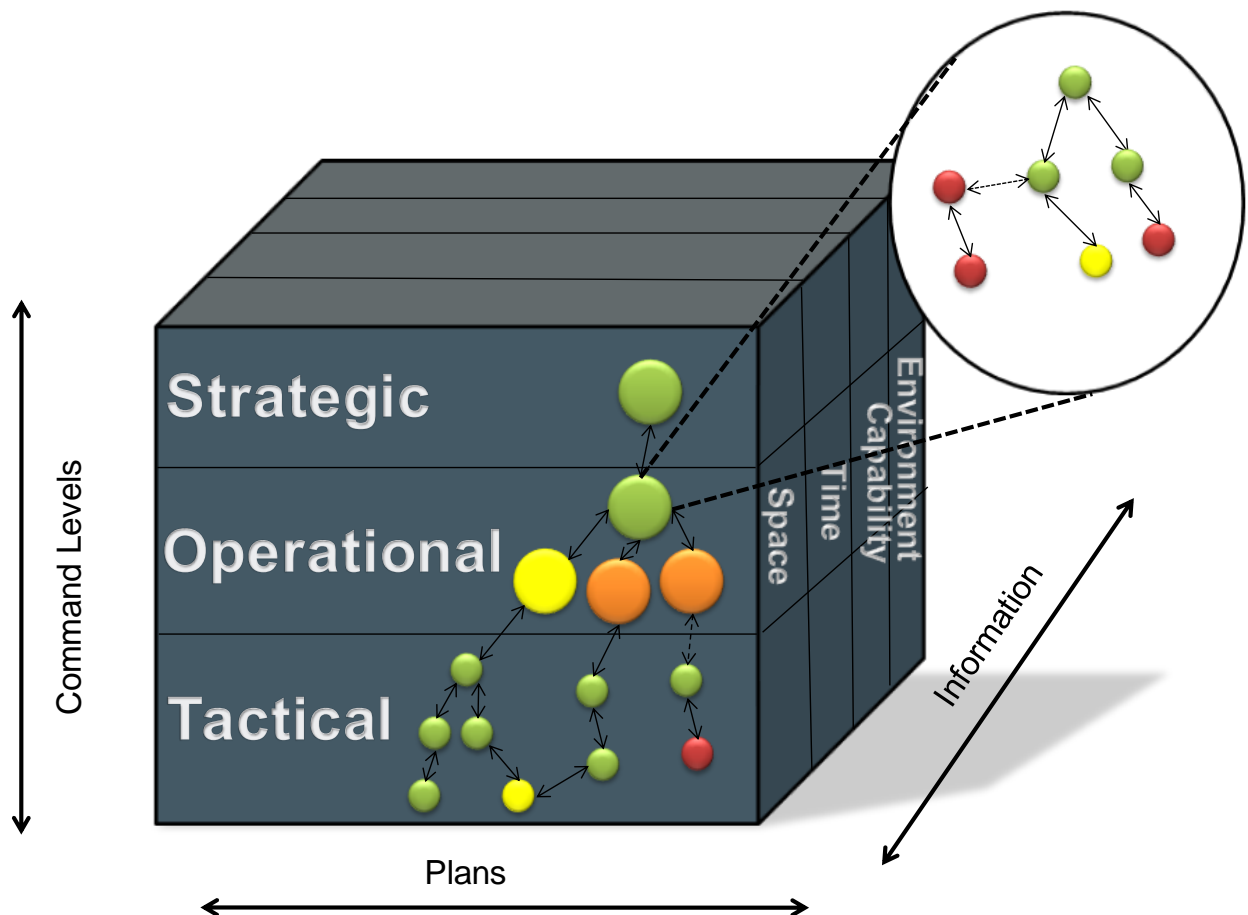 Strategic
Operational
Tactical
Space
Time
Capability
Environment
Command Levels
Plans
Information